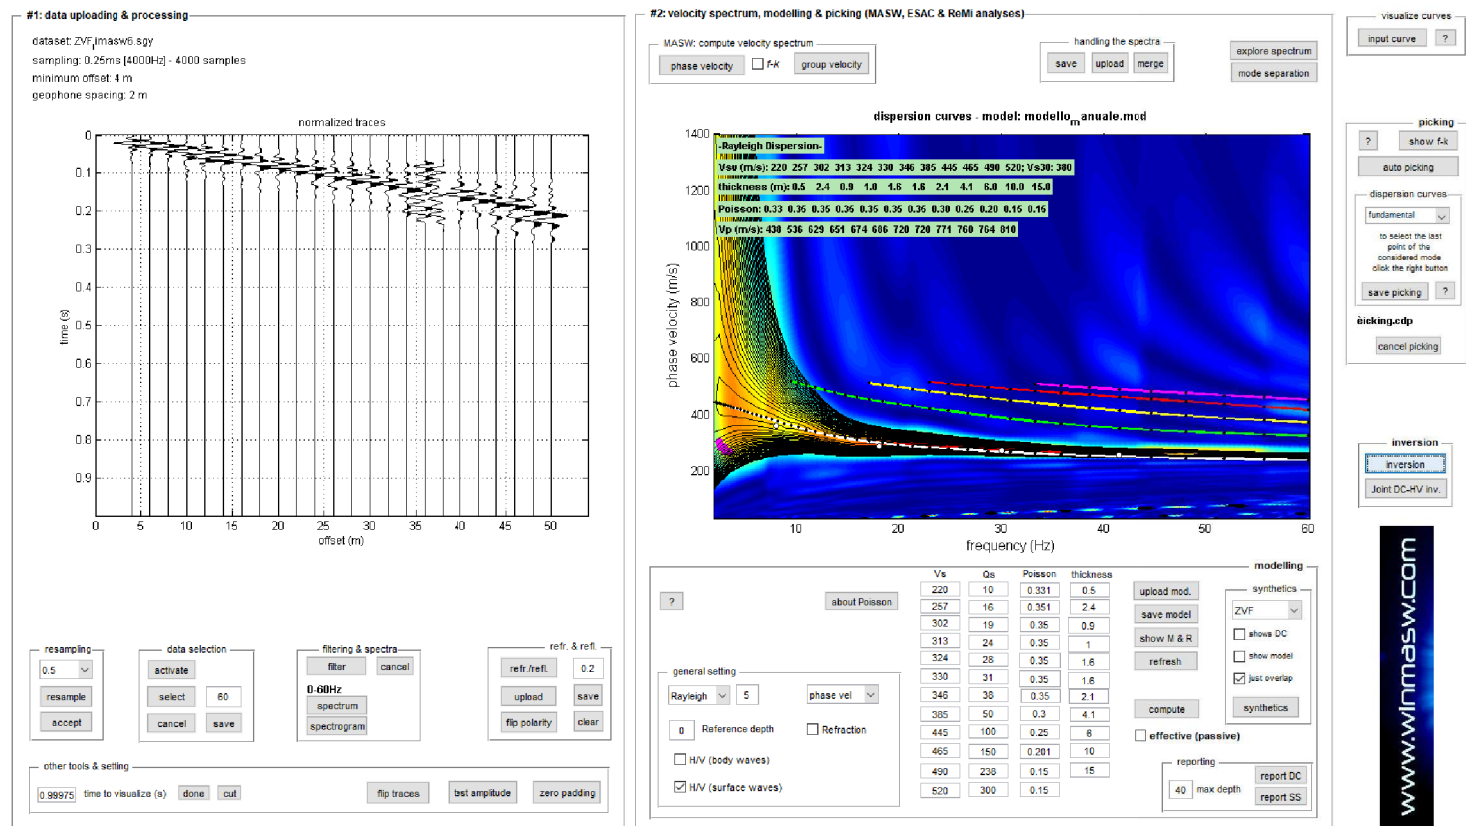 #1: data uploading & processing
dataset: ZVF_imasw6.sgy
sampling: 0.25ms [4000Hz] - 4000 samples
minimum offset: 4 m
geophone spacing: 2 m
normalized traces
0
0.1
0.2
0.3
0.4
0.5
0.6
0.7
0.8
0.9
time (s)
0 5 10 15 20 25 30 35 40 45 50
offset (m)
resampling
0.5
resample
accept
data selection
activate
select 60
cancel save
filtering & spectra
filter cancel
0-60Hz
spectrum
spectrogram
refr. & refl.
refr./refl. 0.2
upload save
flip polarity clear
other tools & setting
0.99975 time to visualize (s) done cut
flip traces test amplitude zero padding
#2: velocity spectrum, modelling & picking (MASW, ESAC & ReMi analyses)
MASW: compute velocity spectrum
phase velocity f-k group velocity
handling the spectra
save upload merge
explore spectrum
mode separation
dispersion curves - model: modello_manuale.mod
-Rayleigh Dispersion-
Vsv (m/s): 220 257 302 313 324 330 346 385 445 465 490 520; Vs30: 380
thickness (m): 0.5 2.4 0.9 1.0 1.6 1.6 2.1 4.1 6.0 10.0 15.0
Poisson: 0.33 0.35 0.35 0.35 0.35 0.35 0.35 0.30 0.25 0.20 0.15 0.15
Vp (m/s): 438 536 629 651 674 686 720 720 771 760 764 810
1400
1200
1000
800
600
400
200
phase velocity (m/s)
10 20 30 40 50 60
frequency (Hz)
?
about Poisson
general setting
Rayleigh 5 phase vel
0 Reference depth Refraction
H/V (body waves)
H/V (surface waves)
Vs Qs Poisson thickness
220 10 0.331 0.5
257 16 0.351 2.4
302 19 0.35 0.9
313 24 0.35 1
324 28 0.35 1.6
330 31 0.35 1.6
346 38 0.35 2.1
385 50 0.3 4.1
445 100 0.25 6
465 150 0.201 10
490 238 0.15 15
520 300 0.15
modelling
upload mod.
save model
show M & R
refresh
compute
effective (passive)
synthetics
ZVF
shows DC
show model
just overlap
synthetics
reporting
40 max depth
report DC
report SS
visualize curves
input curve ?
picking
? show f-k
auto picking
dispersion curves
fundamental
to select the last
point of the
considered mode
click the right button
save picking ?
èicking.cdp
cancel picking
inversion
inversion
Joint DC-HV inv.
www.winmasw.com